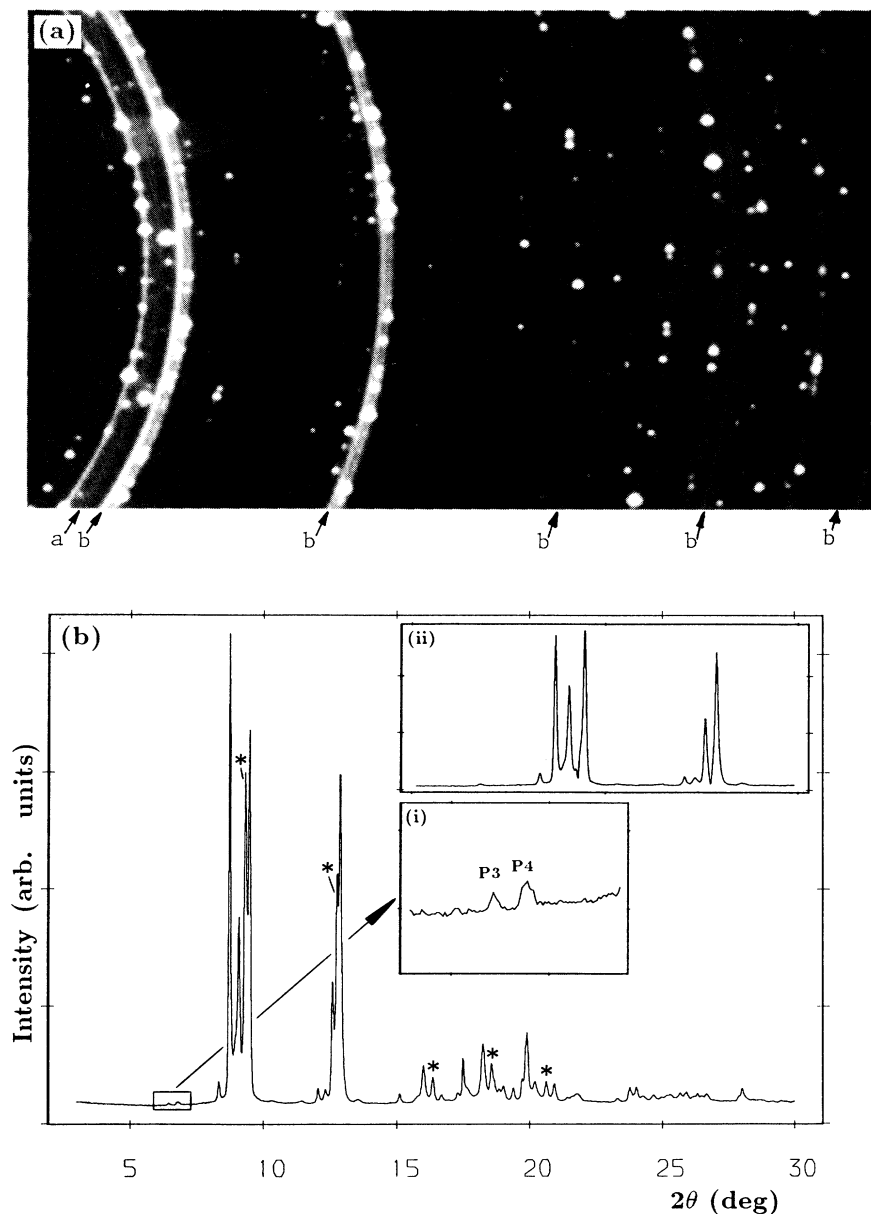 (a)
a b b b b b
(b)
(ii)
(i)
P3 P4
*
*
* * *
Intensity (arb. units)
5 10 15 20 25 30
2θ (deg)